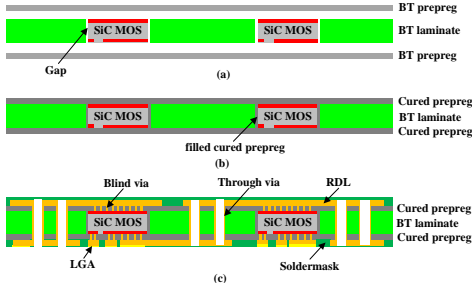 BT prepreg
SiC MOS
SiC MOS
BT laminate
BT prepreg
Gap
(a)
Cured prepreg
SiC MOS
SiC MOS
BT laminate
Cured prepreg
filled cured prepreg
(b)
Blind via
Through via
RDL
Cured prepreg
SiC MOS
SiC MOS
BT laminate
Cured prepreg
LGA
Soldermask
(c)